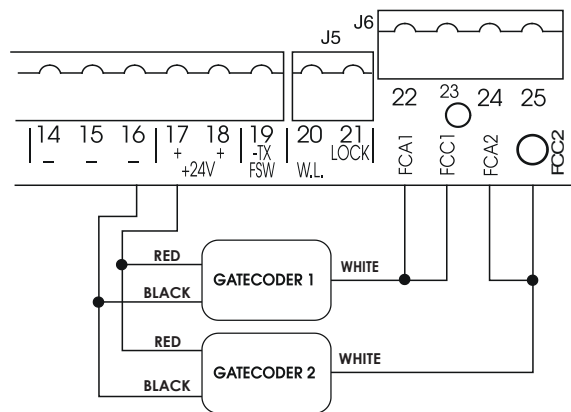 J5
J6
14 15 16 17 18 19 20 21 22 23 24 25
– – – + + -TX LOCK
+24V FSW W.L.
FCA1 FCC1 FCA2 FCC2
RED
GATECODER 1
WHITE
BLACK
RED
GATECODER 2
WHITE
BLACK